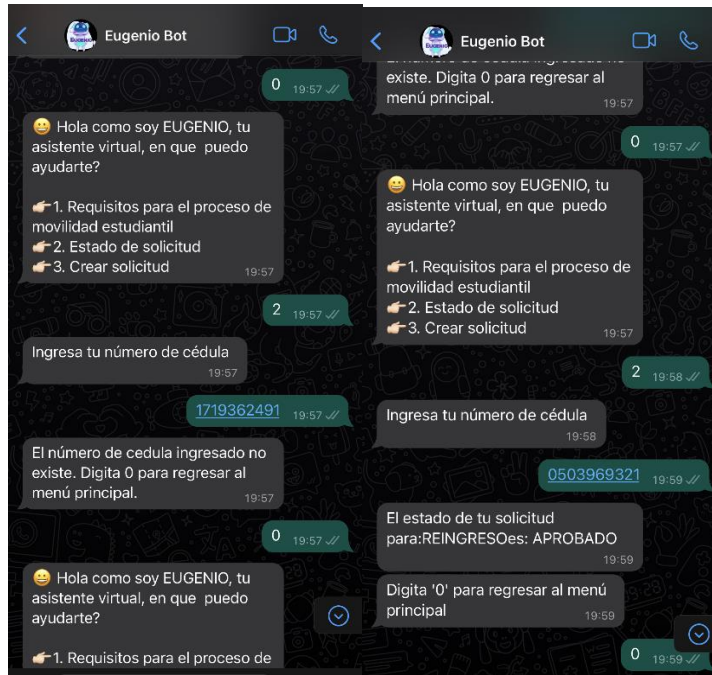 Eugenio Bot
0 19:57
😀 Hola como soy EUGENIO, tu
asistente virtual, en que puedo
ayudarte?
👉🏻1. Requisitos para el proceso de
movilidad estudiantil
👉🏻2. Estado de solicitud
👉🏻3. Crear solicitud 19:57
2 19:57
Ingresa tu número de cédula
19:57
1719362491 19:57
El número de cedula ingresado no
existe. Digita 0 para regresar al
menú principal. 19:57
0 19:57
😀 Hola como soy EUGENIO, tu
asistente virtual, en que puedo
ayudarte?
👉🏻1. Requisitos para el proceso de
Eugenio Bot
El número de cedula ingresado no
existe. Digita 0 para regresar al
menú principal. 19:57
0 19:57
😀 Hola como soy EUGENIO, tu
asistente virtual, en que puedo
ayudarte?
👉🏻1. Requisitos para el proceso de
movilidad estudiantil
👉🏻2. Estado de solicitud
👉🏻3. Crear solicitud 19:57
2 19:58
Ingresa tu número de cédula
19:58
0503969321 19:59
El estado de tu solicitud
para:REINGRESOes: APROBADO
19:59
Digita '0' para regresar al menú
principal 19:59
0 19:59